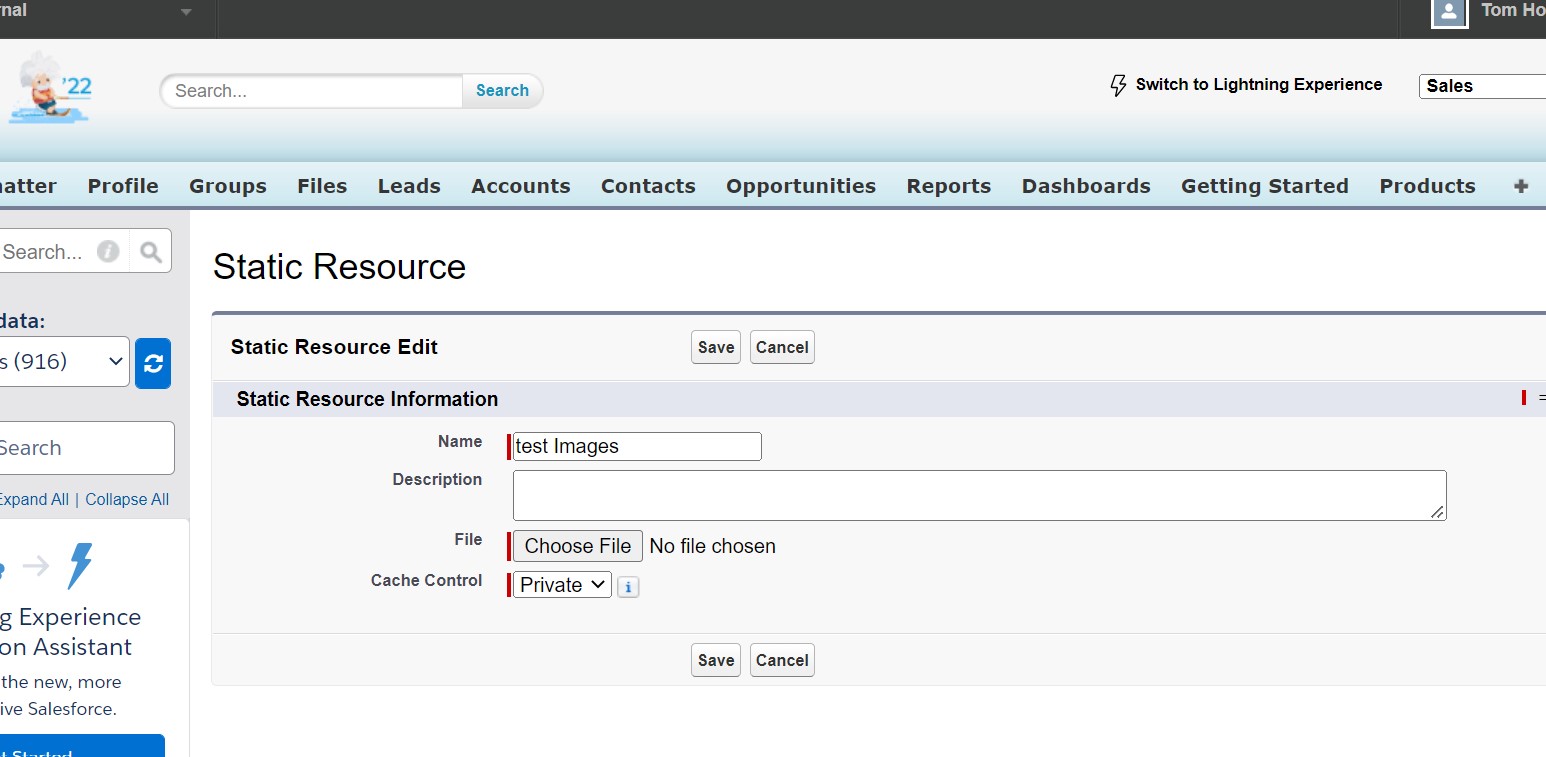 rnal
Tom Ho
'22
Search...
Search
Switch to Lightning Experience
Sales
atter Profile Groups Files Leads Accounts Contacts Opportunities Reports Dashboards Getting Started Products +
Search...
data:
s (916)
Search
Expand All | Collapse All
g Experience
on Assistant
the new, more
ive Salesforce.
t Started
Static Resource
Static Resource Edit
Save Cancel
Static Resource Information
=
Name test Images
Description
File Choose File No file chosen
Cache Control Private i
Save Cancel